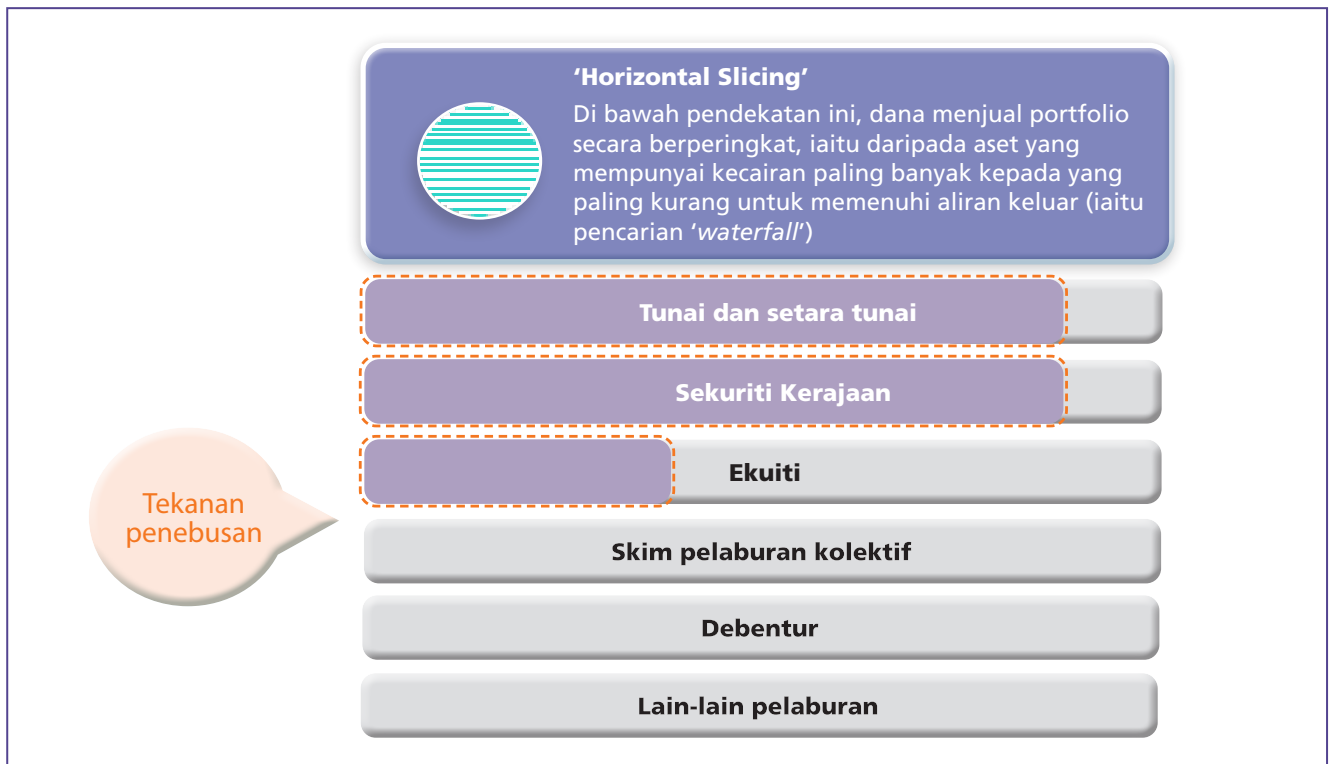 ‘Horizontal Slicing’
Di bawah pendekatan ini, dana menjual portfolio
secara berperingkat, iaitu daripada aset yang
mempunyai kecairan paling banyak kepada yang
paling kurang untuk memenuhi aliran keluar (iaitu
pencarian ‘waterfall’)
Tunai dan setara tunai
Sekuriti Kerajaan
Ekuiti
Tekanan
penebusan
Skim pelaburan kolektif
Debentur
Lain-lain pelaburan